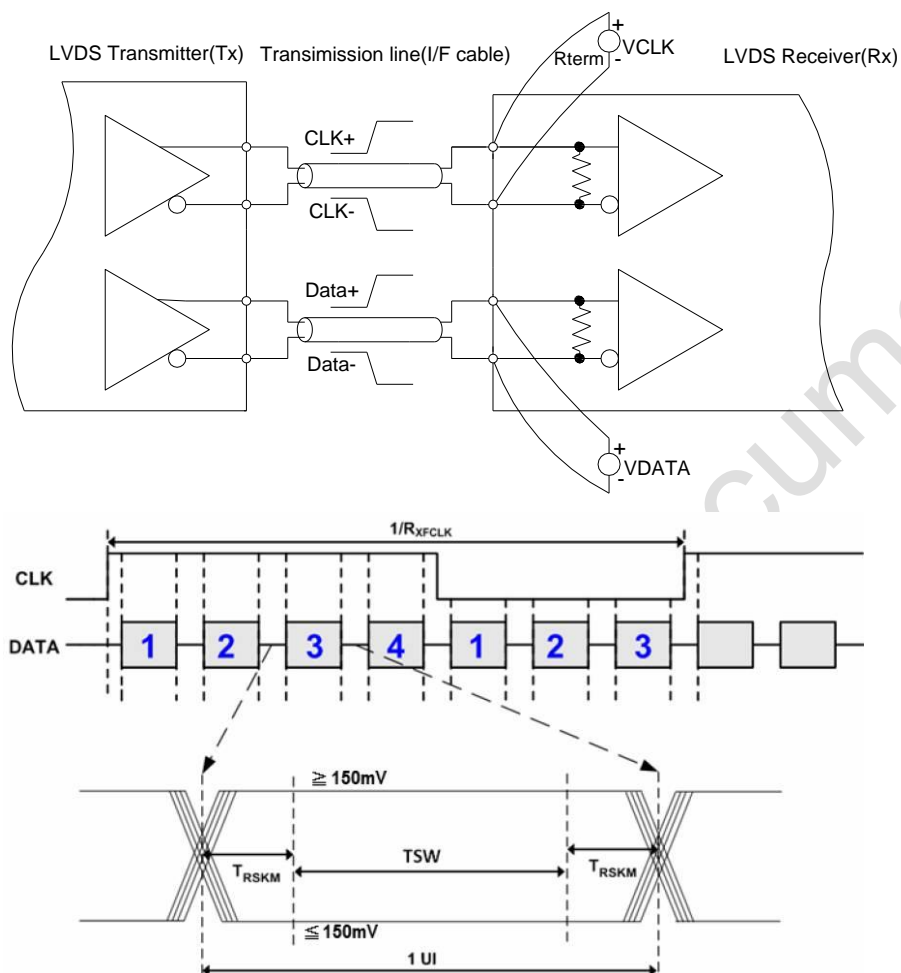 LVDS Transmitter(Tx)
Transimission line(I/F cable)
Rterm
+
VCLK
-
LVDS Receiver(Rx)
CLK+
CLK-
Data+
Data-
+
VDATA
-
cume
1/RXFCLK
CLK
DATA
1 2 3 4 1 2 3
≧ 150mV
TRSKM
TSW
TRSKM
≦ 150mV
1 UI